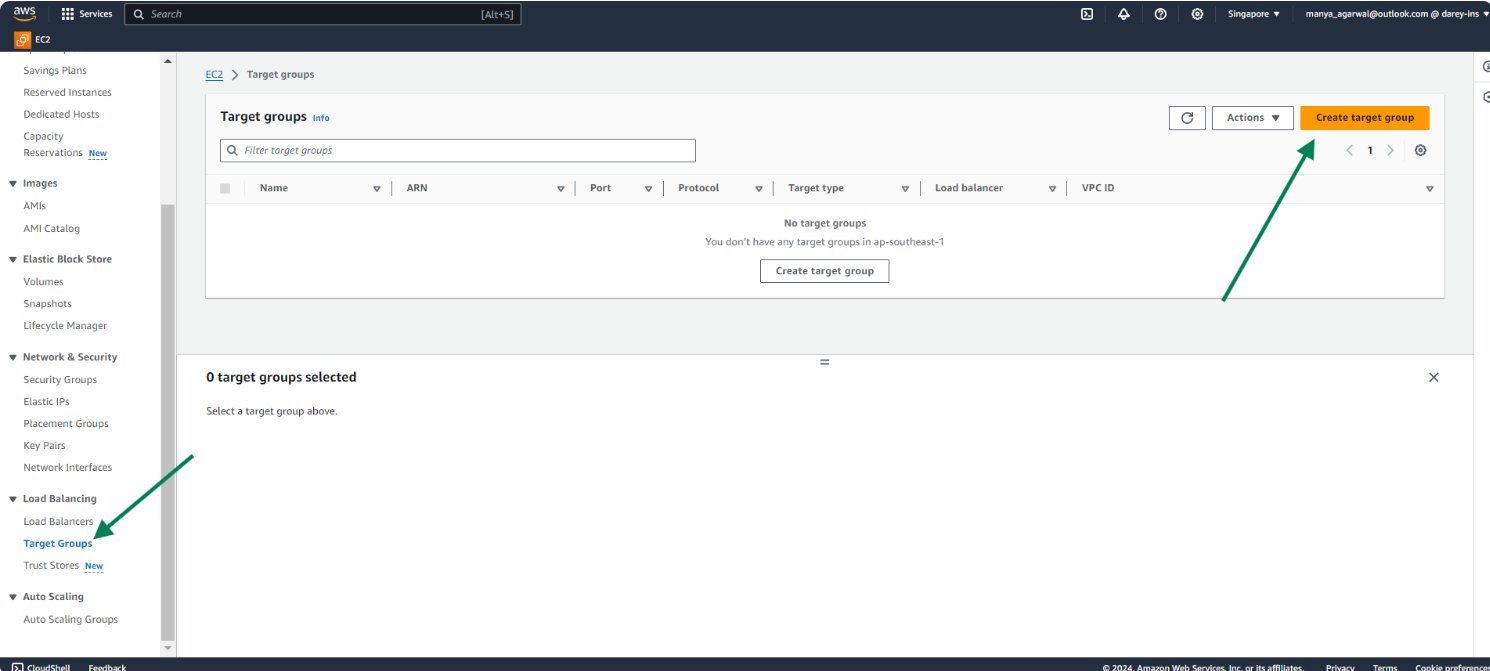 aws
Services
Search
[Alt+S]
Singapore
manya_agarwal@outlook.com @ darey-ins
EC2
Savings Plans
Reserved Instances
Dedicated Hosts
Capacity
Reservations New
Images
AMIs
AMI Catalog
Elastic Block Store
Volumes
Snapshots
Lifecycle Manager
Network & Security
Security Groups
Elastic IPs
Placement Groups
Key Pairs
Network Interfaces
Load Balancing
Load Balancers
Target Groups
Trust Stores New
Auto Scaling
Auto Scaling Groups
EC2 > Target groups
Target groups Info
Actions
Create target group
Filter target groups
1
Name ARN Port Protocol Target type Load balancer VPC ID
No target groups
You don't have any target groups in ap-southeast-1
Create target group
0 target groups selected
Select a target group above.
CloudShell Feedback
© 2024, Amazon Web Services, Inc. or its affiliates. Privacy Terms Cookie preferences